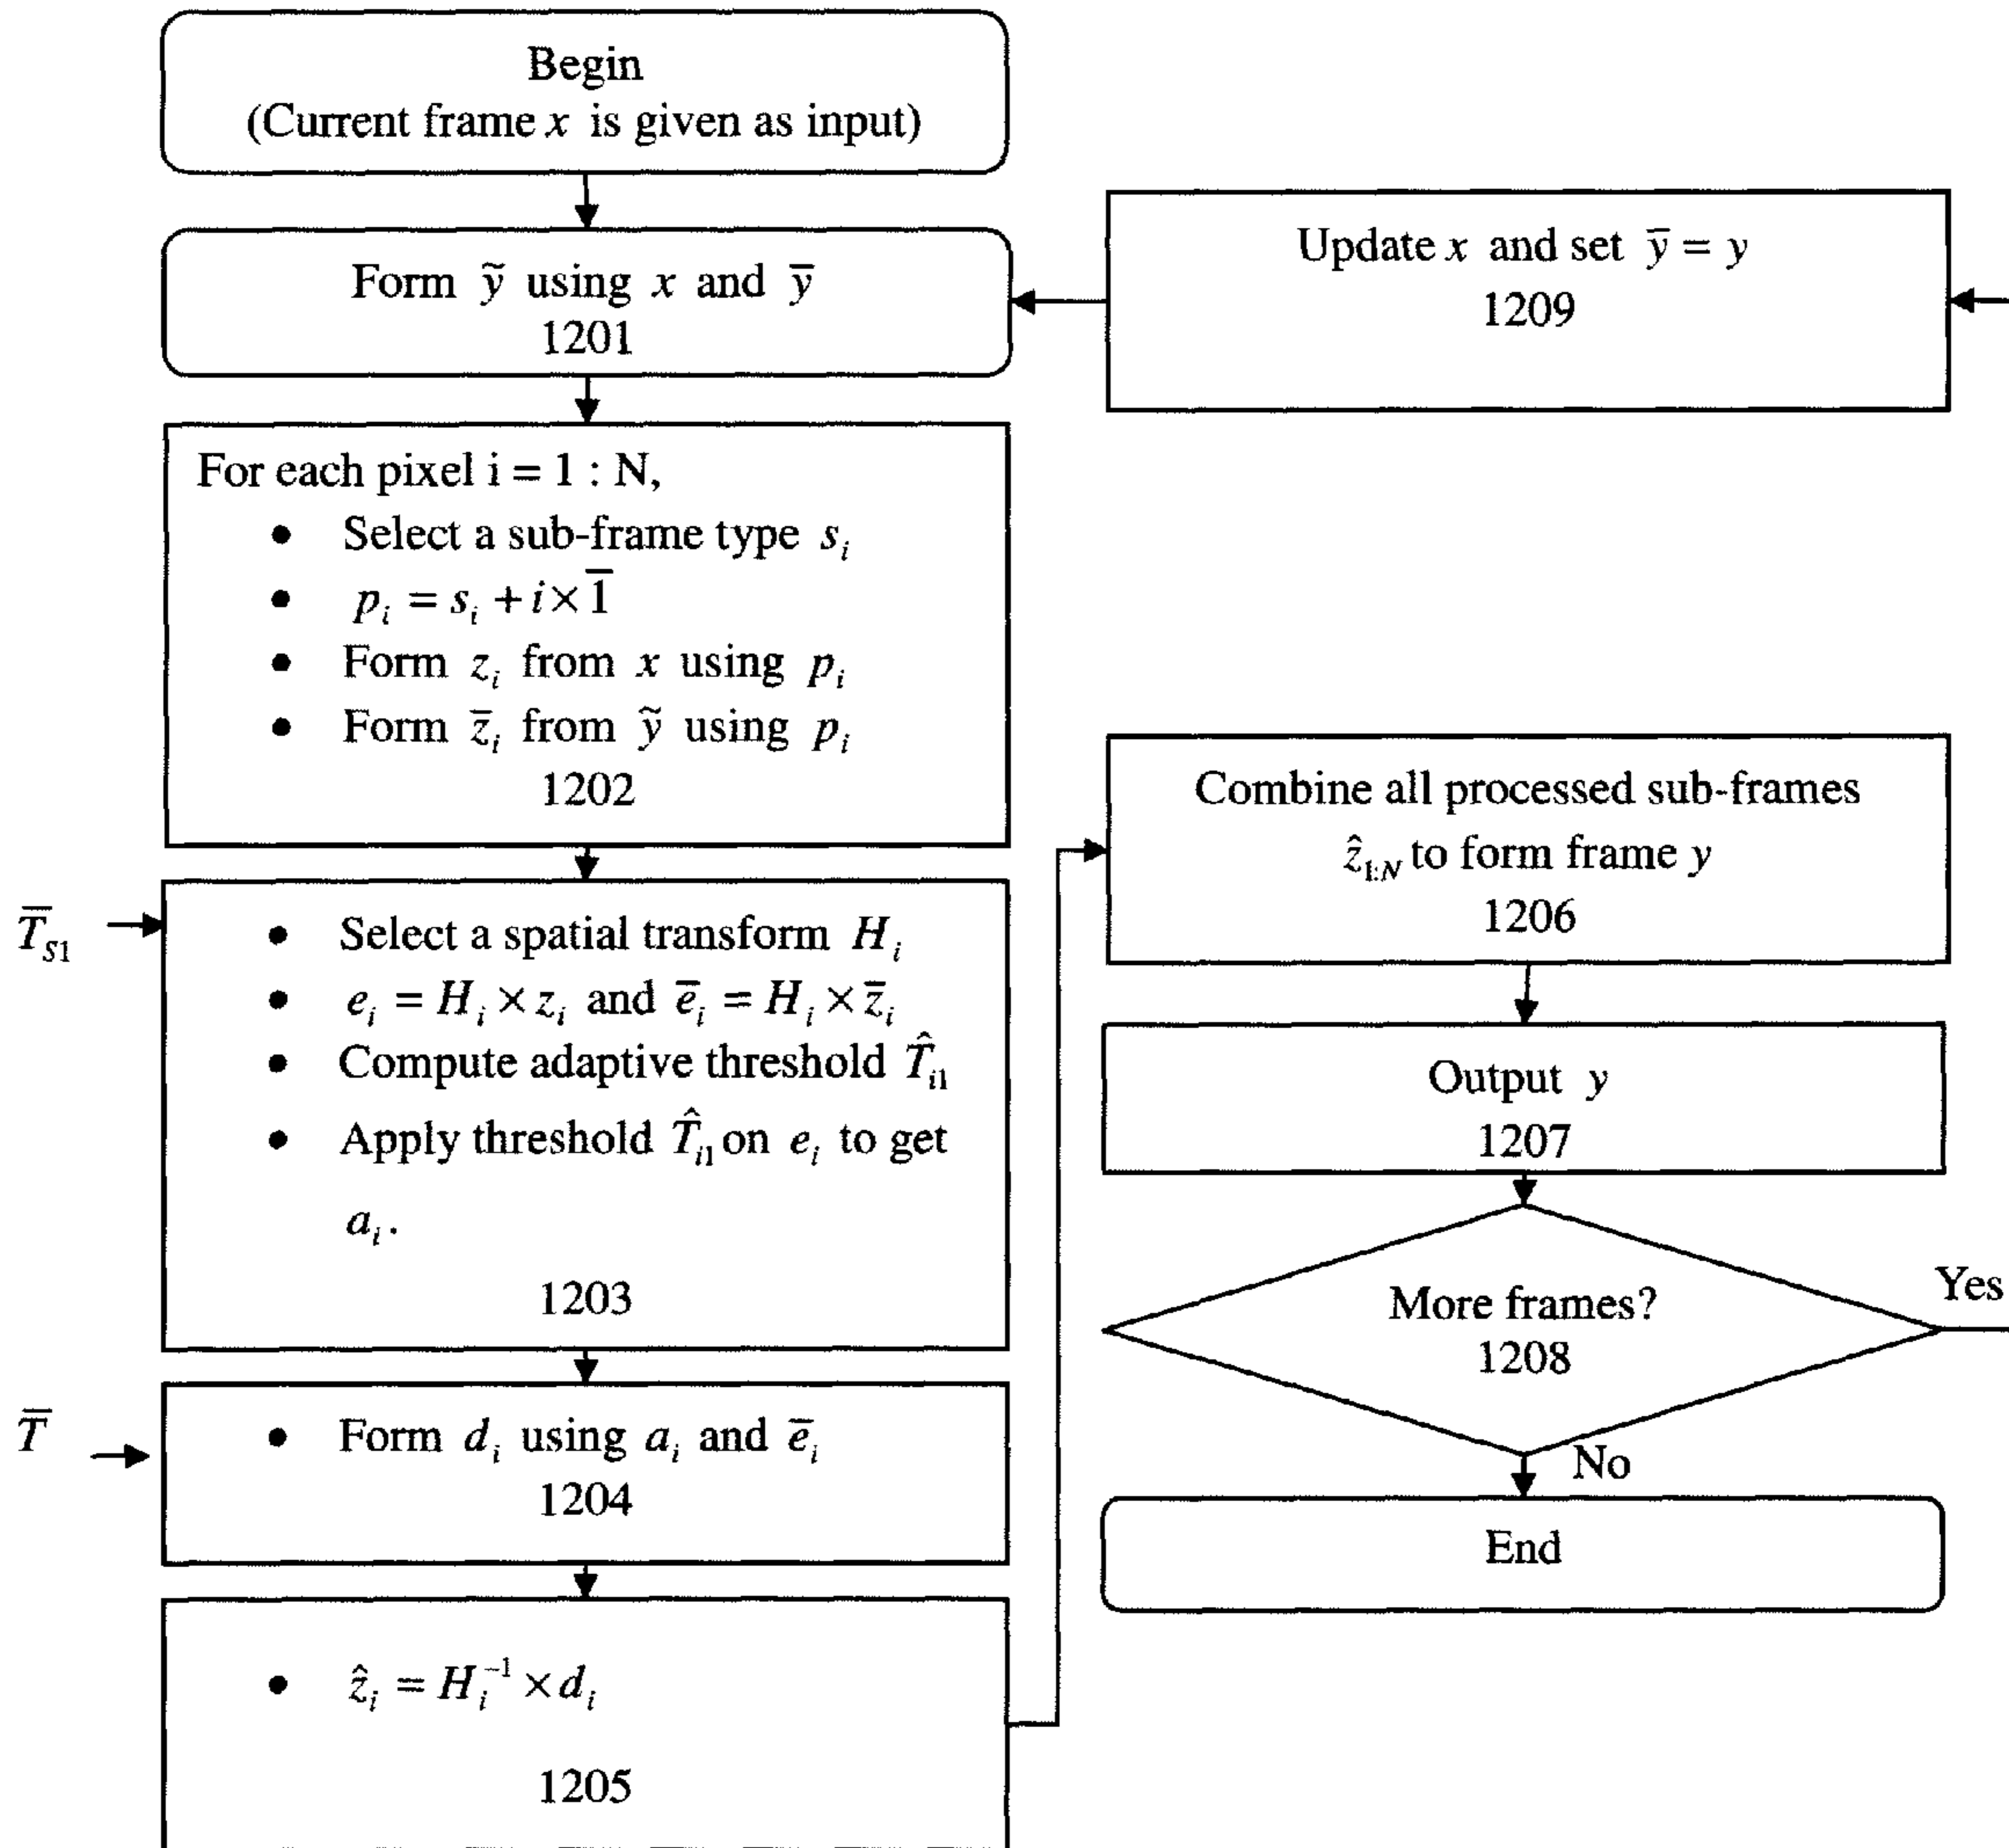 Begin
(Current frame x is given as input)
Form ỹ using x and ȳ
1201
For each pixel i = 1 : N,
• Select a sub-frame type sᵢ
• pᵢ = sᵢ + i × 1̄
• Form zᵢ from x using pᵢ
• Form z̄ᵢ from ỹ using pᵢ
1202
T̄_S1
• Select a spatial transform Hᵢ
• eᵢ = Hᵢ × zᵢ and ēᵢ = Hᵢ × z̄ᵢ
• Compute adaptive threshold T̂ᵢ₁
• Apply threshold T̂ᵢ₁ on eᵢ to get
aᵢ.
1203
T̄
• Form dᵢ using aᵢ and ēᵢ
1204
• ẑᵢ = Hᵢ⁻¹ × dᵢ
1205
Update x and set ȳ = y
1209
Combine all processed sub-frames
ẑ_1:N to form frame y
1206
Output y
1207
More frames?
1208
Yes
No
End